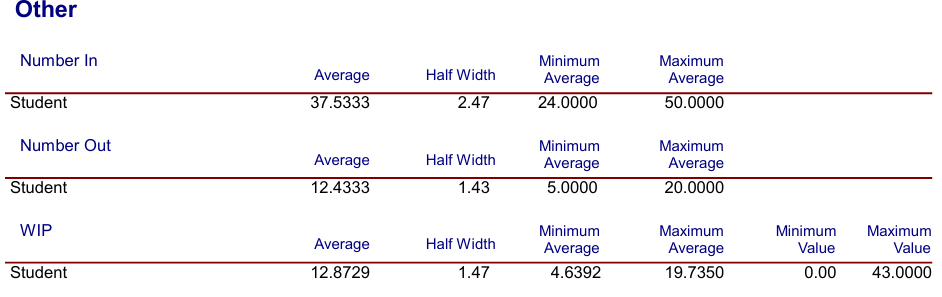 Other
Number In Average Half Width Minimum Average Maximum Average
Student 37.5333 2.47 24.0000 50.0000
Number Out Average Half Width Minimum Average Maximum Average
Student 12.4333 1.43 5.0000 20.0000
WIP Average Half Width Minimum Average Maximum Average Minimum Value Maximum Value
Student 12.8729 1.47 4.6392 19.7350 0.00 43.0000